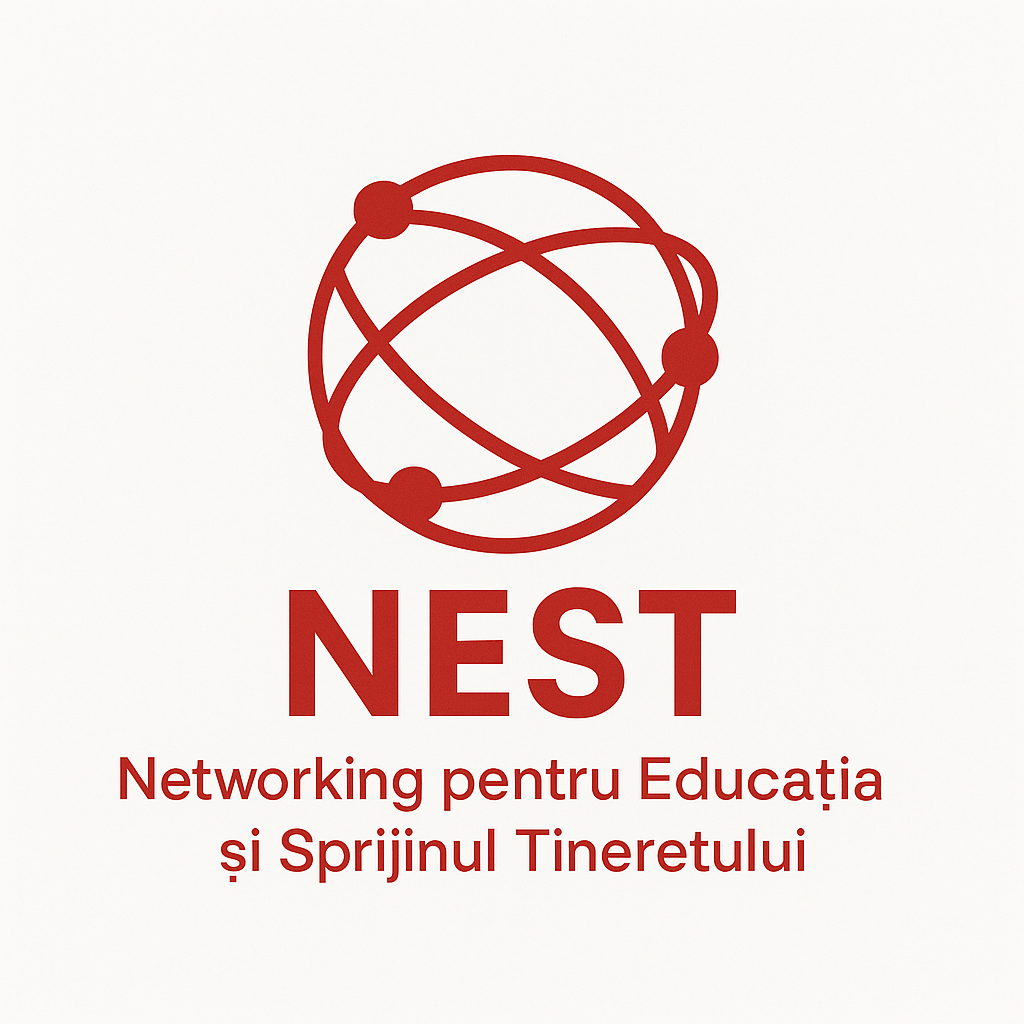 NEST
Networking pentru Educația
și Sprijinul Tineretului